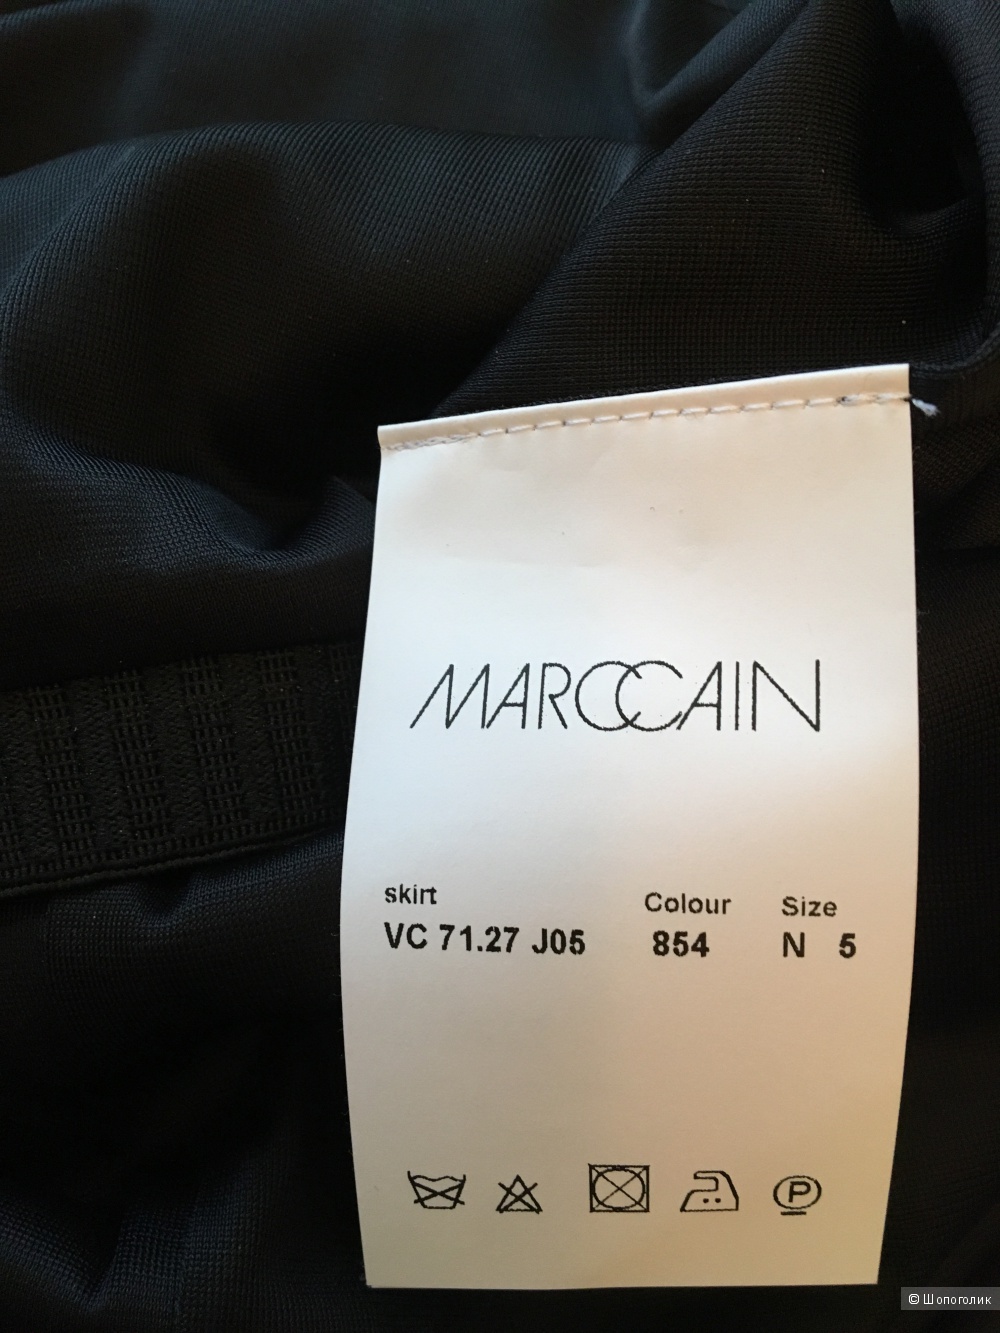 MARCCAIN
skirt Colour Size
VC 71.27 J05 854 N 5
P
© Шопоголик